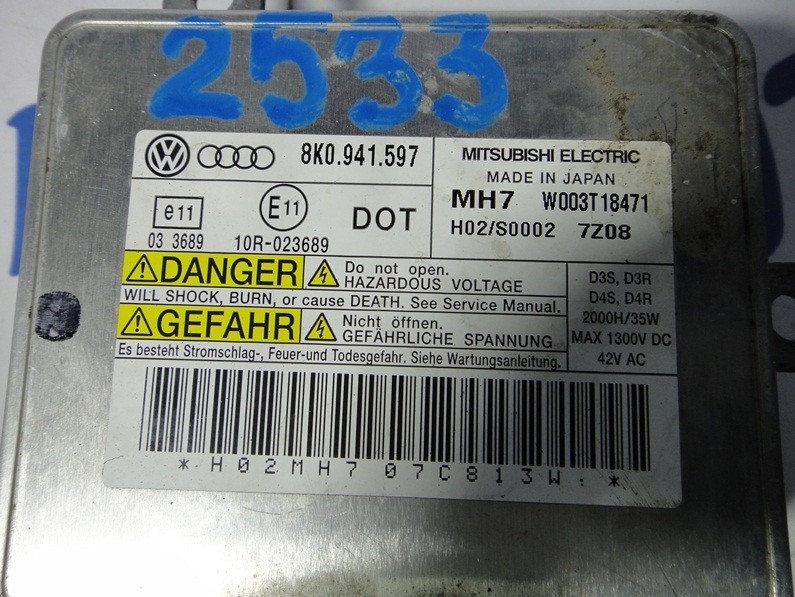 2533
8K0.941.597
MITSUBISHI ELECTRIC
MADE IN JAPAN
MH7 W003T18471
H02/S0002 7Z08
e11
E11
DOT
03 3689
10R-023689
DANGER
Do not open.
HAZARDOUS VOLTAGE
WILL SHOCK, BURN, or cause DEATH. See Service Manual.
GEFAHR
Nicht öffnen.
GEFÄHRLICHE SPANNUNG
Es besteht Stromschlag-, Feuer-und Todesgefahr. Siehe Wartungsanleitung.
D3S, D3R
D4S, D4R
2000H/35W
MAX 1300V DC
42V AC
*H02MH707C813W:*